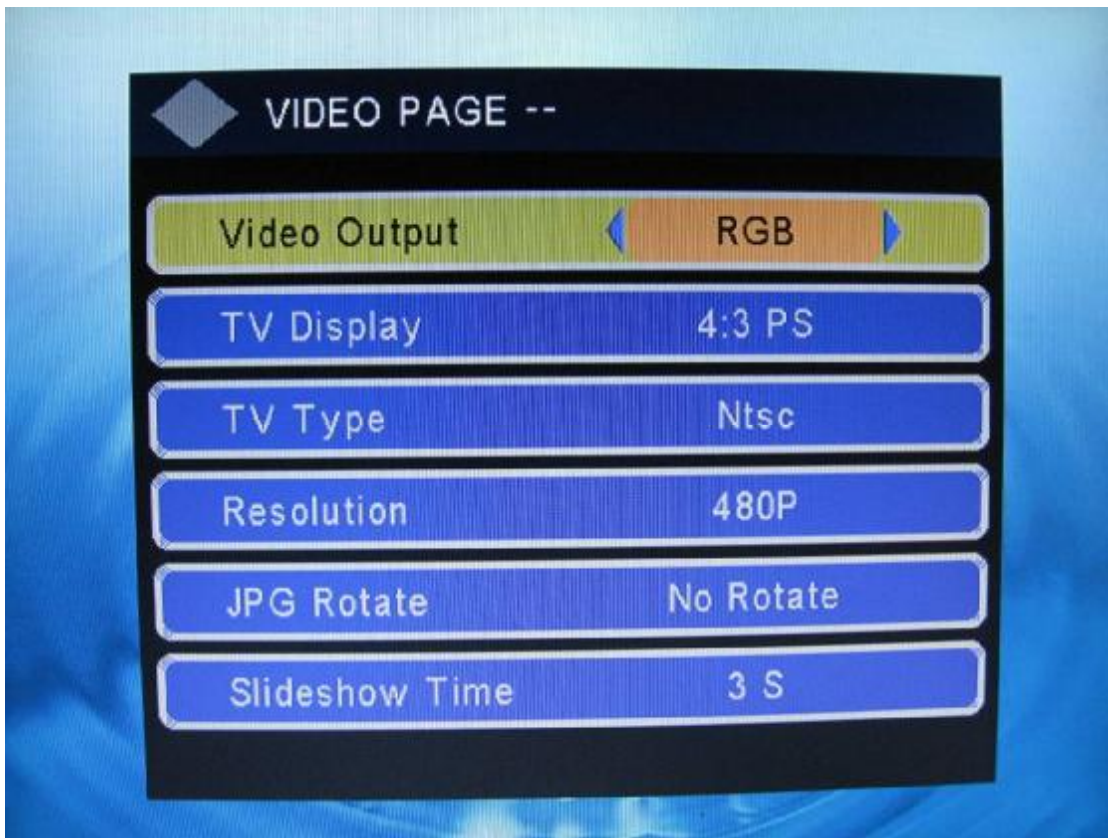 VIDEO PAGE --
Video Output RGB
TV Display 4:3 PS
TV Type Ntsc
Resolution 480P
JPG Rotate No Rotate
Slideshow Time 3 S